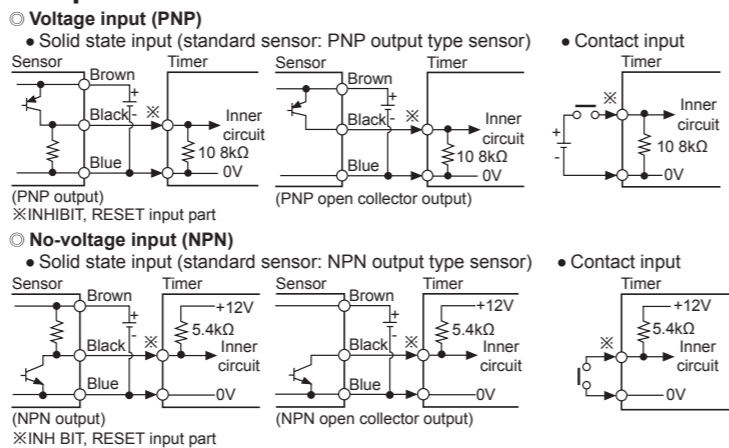 ◎ Voltage input (PNP)
● Solid state input (standard sensor: PNP output type sensor)
● Contact input
Sensor
Timer
Brown
+
-
Black
※
Inner
circuit
10 8kΩ
Blue
0V
(PNP output)
Sensor
Timer
Brown
+
-
Black
※
Inner
circuit
10 8kΩ
Blue
0V
(PNP open collector output)
Timer
※
+
-
Inner
circuit
10 8kΩ
0V
※INHIBIT, RESET input part
◎ No-voltage input (NPN)
● Solid state input (standard sensor: NPN output type sensor)
● Contact input
Sensor
Timer
Brown
+
-
+12V
5.4kΩ
Black
※
Inner
circuit
Blue
0V
(NPN output)
Sensor
Timer
Brown
+
-
+12V
5.4kΩ
Black
※
Inner
circuit
Blue
0V
(NPN open collector output)
Timer
+12V
5.4kΩ
※
Inner
circuit
0V
※INH BIT, RESET input part